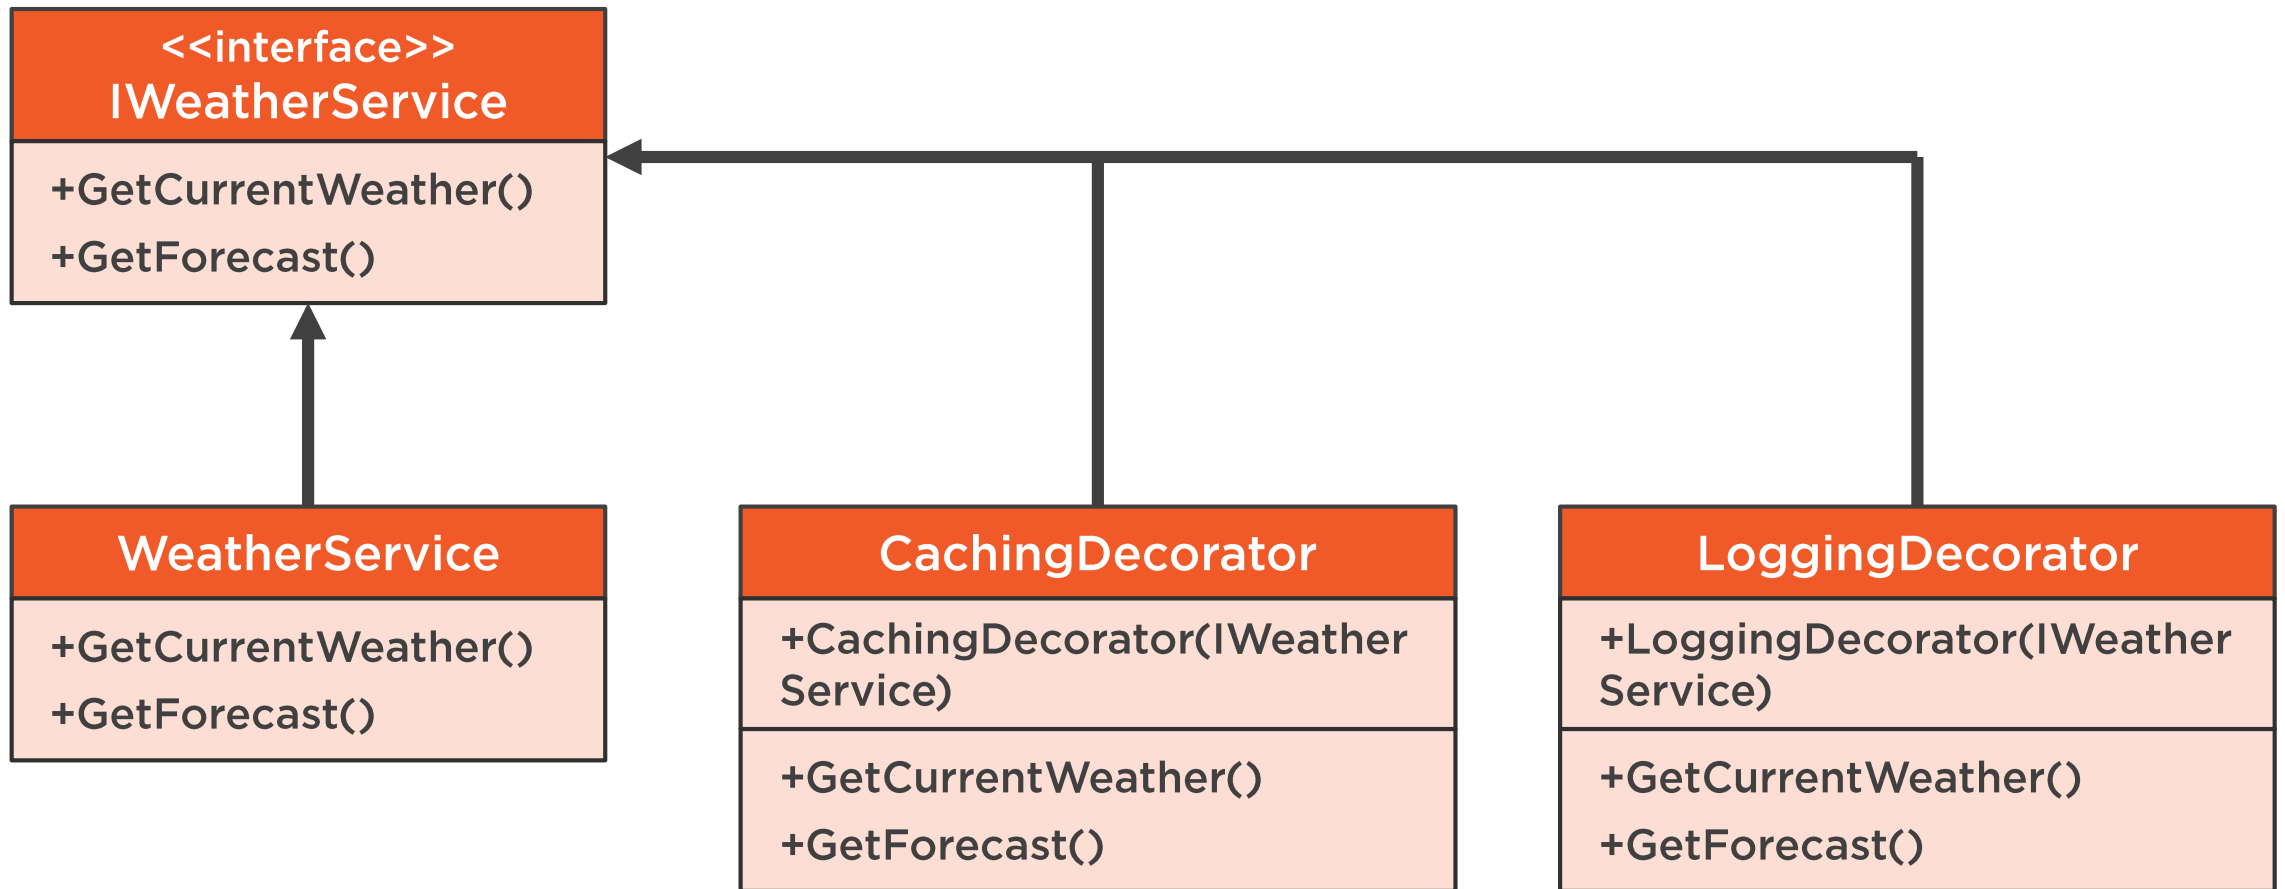 <<interface>>
IWeatherService
+GetCurrentWeather()
+GetForecast()
WeatherService
+GetCurrentWeather()
+GetForecast()
CachingDecorator
+CachingDecorator(IWeather
Service)
+GetCurrentWeather()
+GetForecast()
LoggingDecorator
+LoggingDecorator(IWeather
Service)
+GetCurrentWeather()
+GetForecast()